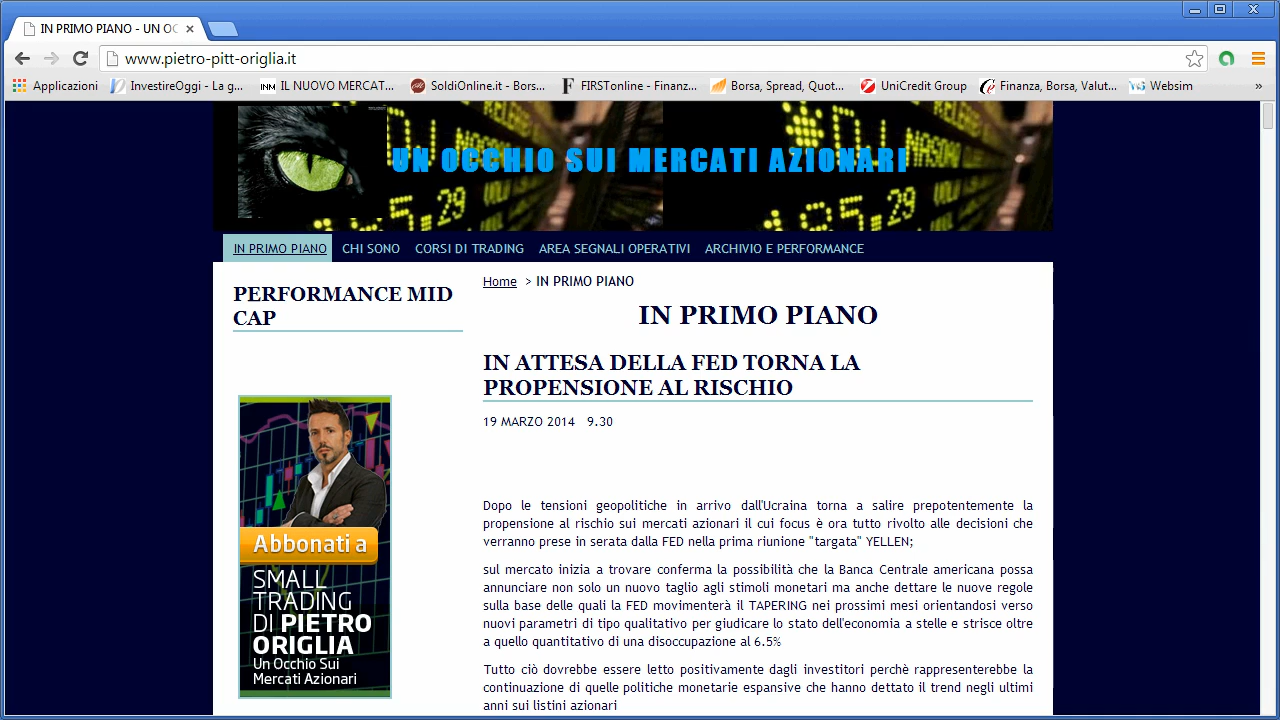 IN PRIMO PIANO - UN OC
www.pietro-pitt-origlia.it
Applicazioni InvestireOggi - La g... IL NUOVO MERCAT... SoldiOnline.it - Bors... FIRSTonline - Finanz... Borsa, Spread, Quot... UniCredit Group Finanza, Borsa, Valut... Websim »
UN OCCHIO SUI MERCATI AZIONARI
IN PRIMO PIANO CHI SONO CORSI DI TRADING AREA SEGNALI OPERATIVI ARCHIVIO E PERFORMANCE
PERFORMANCE MID
CAP
Abbonati a
SMALL
TRADING
DI PIETRO
ORIGLIA
Un Occhio Sui
Mercati Azionari
Home > IN PRIMO PIANO
IN PRIMO PIANO
IN ATTESA DELLA FED TORNA LA
PROPENSIONE AL RISCHIO
19 MARZO 2014 9.30
Dopo le tensioni geopolitiche in arrivo dall'Ucraina torna a salire prepotentemente la
propensione al rischio sui mercati azionari il cui focus è ora tutto rivolto alle decisioni che
verranno prese in serata dalla FED nella prima riunione "targata" YELLEN;
sul mercato inizia a trovare conferma la possibilità che la Banca Centrale americana possa
annunciare non solo un nuovo taglio agli stimoli monetari ma anche dettare le nuove regole
sulla base delle quali la FED movimenterà il TAPERING nei prossimi mesi orientandosi verso
nuovi parametri di tipo qualitativo per giudicare lo stato dell'economia a stelle e strisce oltre
a quello quantitativo di una disoccupazione al 6.5%
Tutto ciò dovrebbe essere letto positivamente dagli investitori perchè rappresenterebbe la
continuazione di quelle politiche monetarie espansive che hanno dettato il trend negli ultimi
anni sui listini azionari